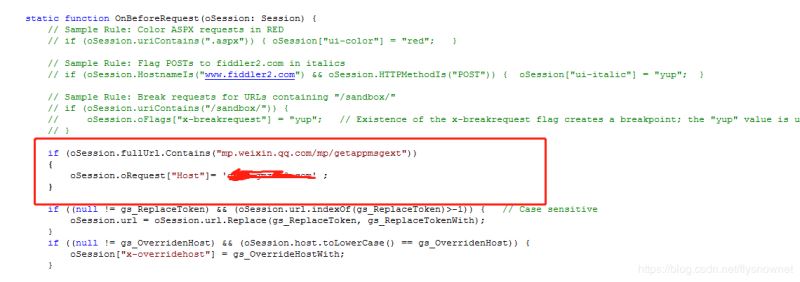 static function OnBeforeRequest(oSession: Session) {
// Sample Rule: Color ASPX requests in RED
// if (oSession.uriContains(".aspx")) { oSession["ui-color"] = "red"; }
// Sample Rule: Flag POSTs to fiddler2.com in italics
// if (oSession.HostnameIs("www.fiddler2.com") && oSession.HTTPMethodIs("POST")) { oSession["ui-italic"] = "yup"; }
// Sample Rule: Break requests for URLs containing "/sandbox/"
// if (oSession.uriContains("/sandbox/")) {
// oFlags["x-breakrequest"] = "yup"; // Existence of the x-breakrequest flag creates a breakpoint; the "yup" value is u
// }
if (oSession.fullUrl.Contains("mp.weixin.qq.com/mp/getappmsgext"))
{
oSession.oRequest["Host"]= ' ' ;
}
if ((null != gs_ReplaceToken) && (oSession.url.indexOf(gs_ReplaceToken)>-1)) { // Case sensitive
oSession.url = oSession.url.Replace(gs_ReplaceToken, gs_ReplaceTokenWith);
}
if ((null != gs_OverridenHost) && (oSession.host.toLowerCase() == gs_OverridenHost)) {
oSession["x-overridehost"] = gs_OverrideHostWith;
}
https://blog.csdn.net/flysnownet